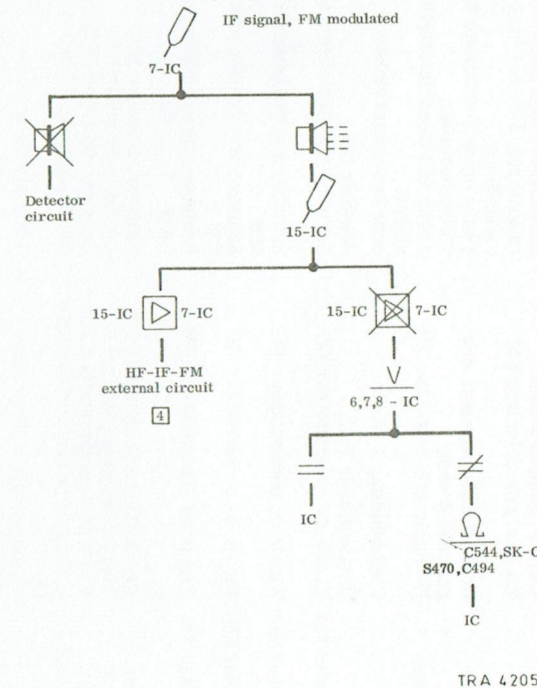 IF signal, FM modulated
7-IC
Detector
circuit
15-IC
15-IC
7-IC
15-IC
7-IC
HF-IF-FM
external circuit
4
V
6,7,8 - IC
IC
Ω
C544,SK-C
S470,C494
IC
TRA 4205